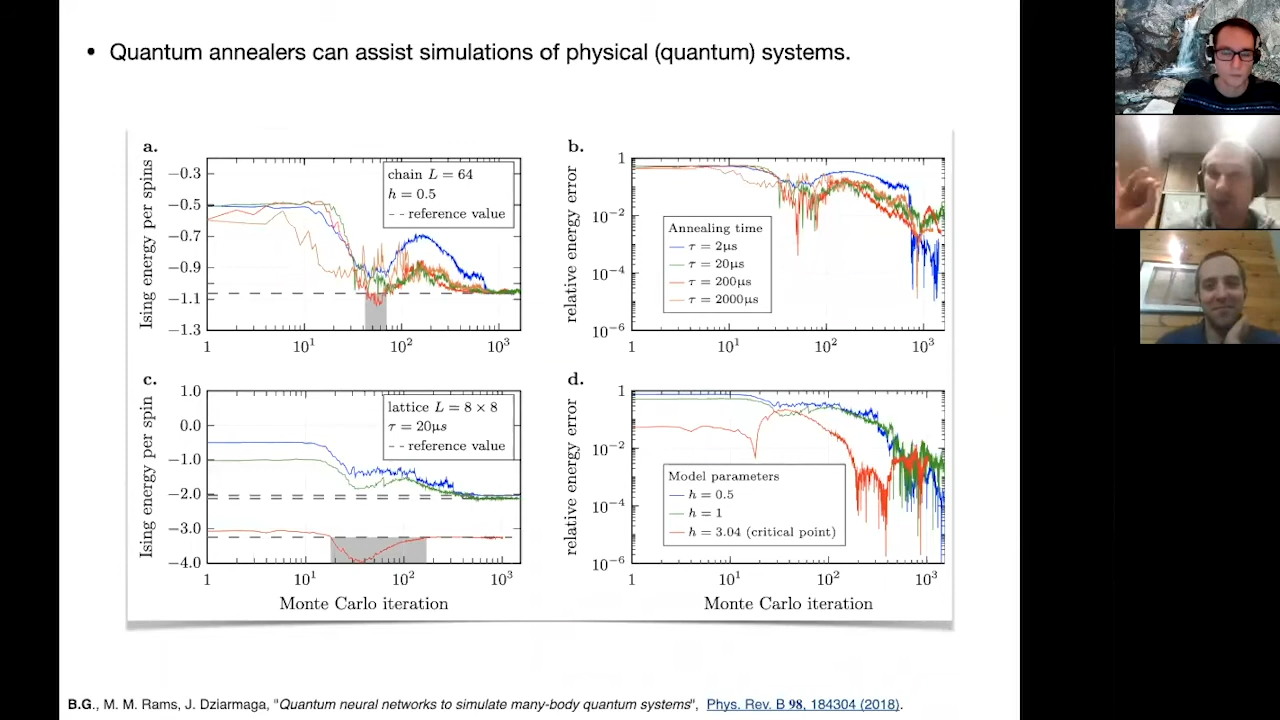 • Quantum annealers can assist simulations of physical (quantum) systems.
a.
Ising energy per spins
−0.3
−0.5
−0.7
−0.9
−1.1
−1.3
chain L = 64
h = 0.5
-- reference value
1
10¹
10²
10³
b.
relative energy error
1
10⁻²
10⁻⁴
10⁻⁶
Annealing time
τ = 2µs
τ = 20µs
τ = 200µs
τ = 2000µs
1
10¹
10²
10³
c.
Ising energy per spin
1.0
0.0
−1.0
−2.0
−3.0
−4.0
lattice L = 8 × 8
τ = 20µs
-- reference value
1
10¹
10²
10³
Monte Carlo iteration
d.
relative energy error
1
10⁻²
10⁻⁴
10⁻⁶
Model parameters
h = 0.5
h = 1
h = 3.04 (critical point)
1
10¹
10²
10³
Monte Carlo iteration
B.G., M. M. Rams, J. Dziarmaga, "Quantum neural networks to simulate many-body quantum systems", Phys. Rev. B 98, 184304 (2018).